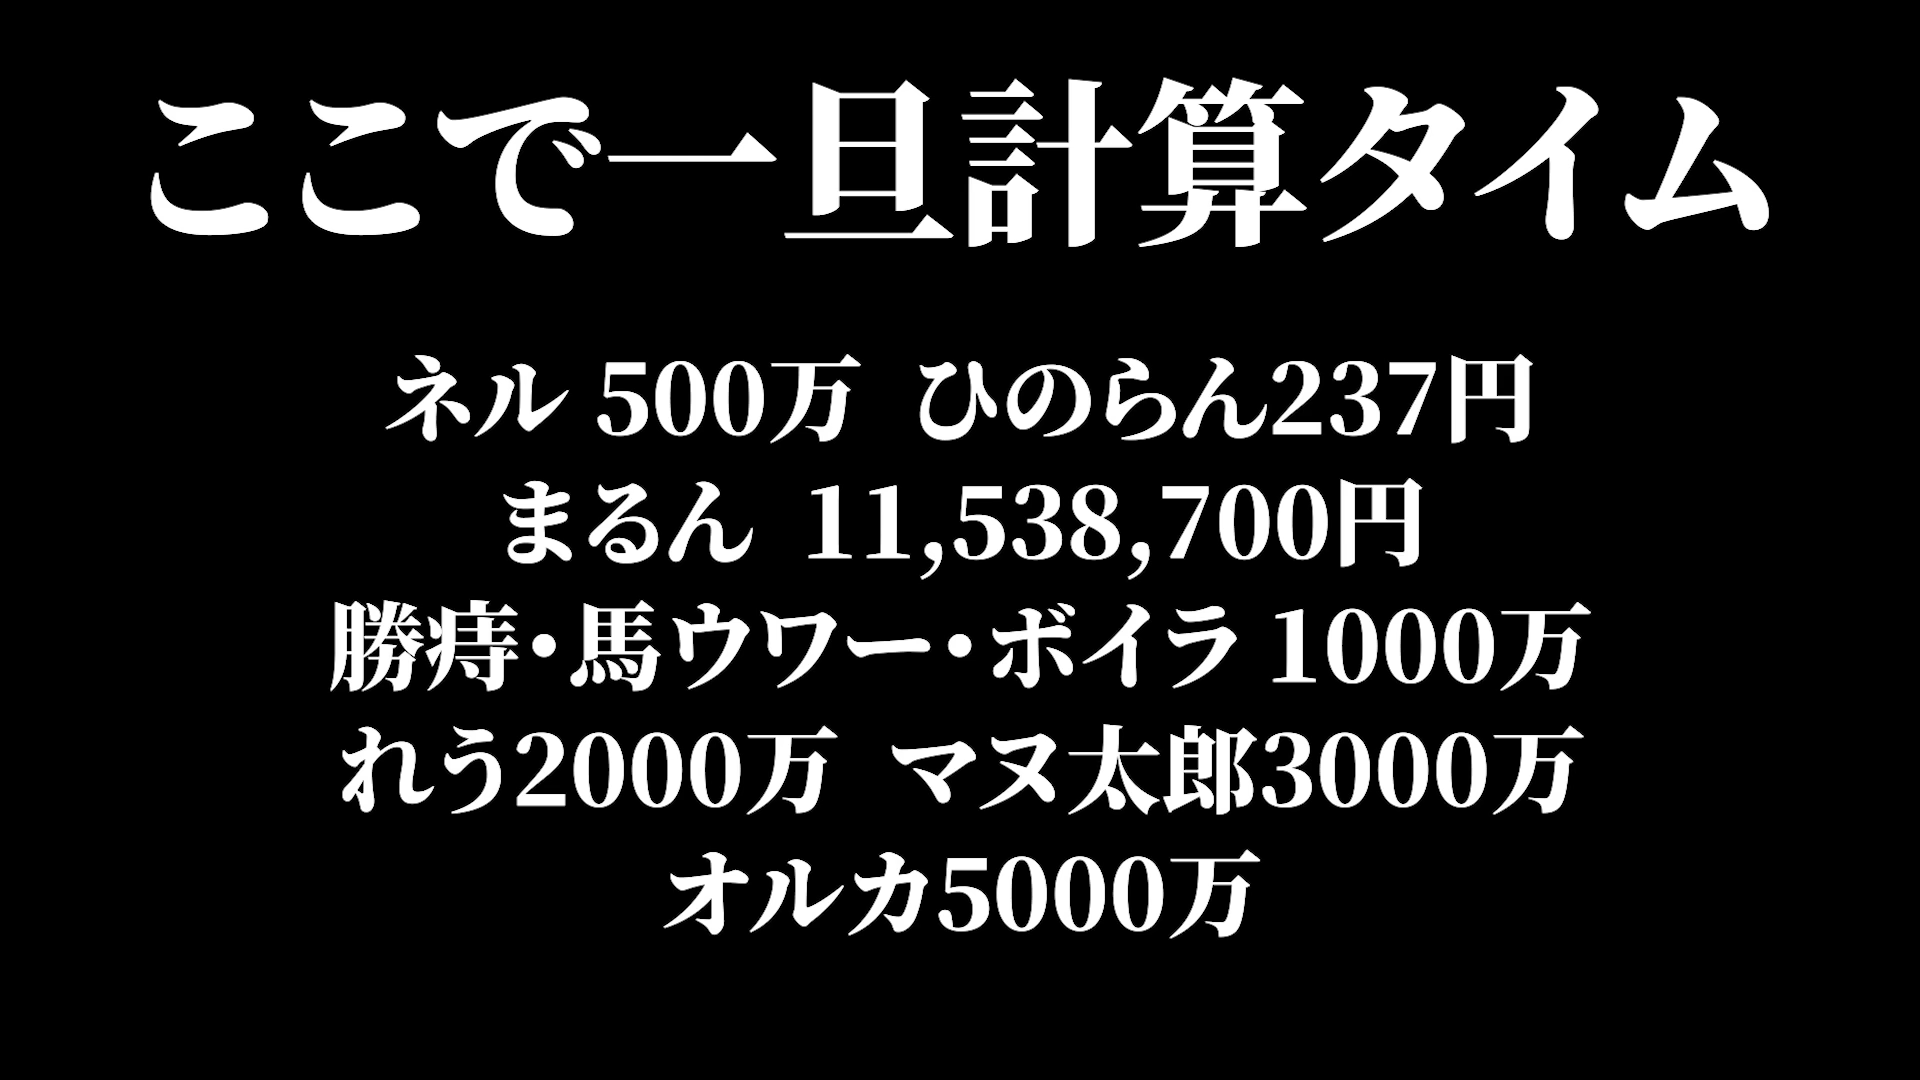 ここで一旦計算タイム
ネル 500万 ひのらん237円
まるん 11,538,700円
勝痔・馬ウワー・ボイラ 1000万
れう2000万 マヌ太郎3000万
オルカ5000万